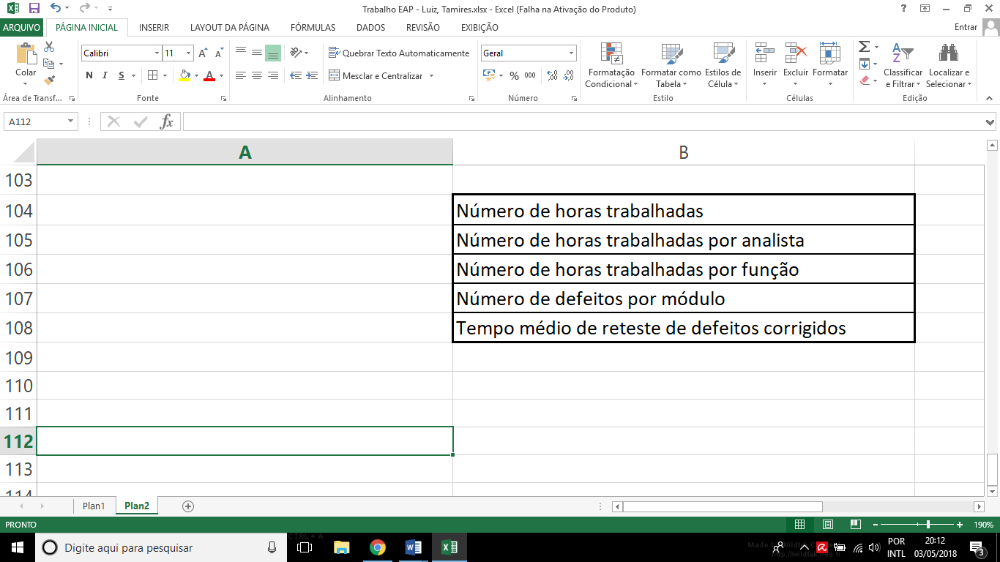 Trabalho EAP - Luiz, Tamires.xlsx - Excel (Falha na Ativação do Produto)
?
ARQUIVO PÁGINA INICIAL INSERIR LAYOUT DA PÁGINA FÓRMULAS DADOS REVISÃO EXIBIÇÃO Entrar
Colar
Calibri 11
N I S
Quebrar Texto Automaticamente
Mesclar e Centralizar
Geral
% 000
Formatação Condicional
Formatar como Tabela
Estilos de Célula
Inserir Excluir Formatar
Classificar e Filtrar
Localizar e Selecionar
Área de Transf... Fonte Alinhamento Número Estilo Células Edição
A112 fx
A B
103
104 Número de horas trabalhadas
105 Número de horas trabalhadas por analista
106 Número de horas trabalhadas por função
107 Número de defeitos por módulo
108 Tempo médio de reteste de defeitos corrigidos
109
110
111
112
113
114
Plan1 Plan2
PRONTO 190%
CTRL + A
Digite aqui para pesquisar
POR
INTL
20:12
03/05/2018
3